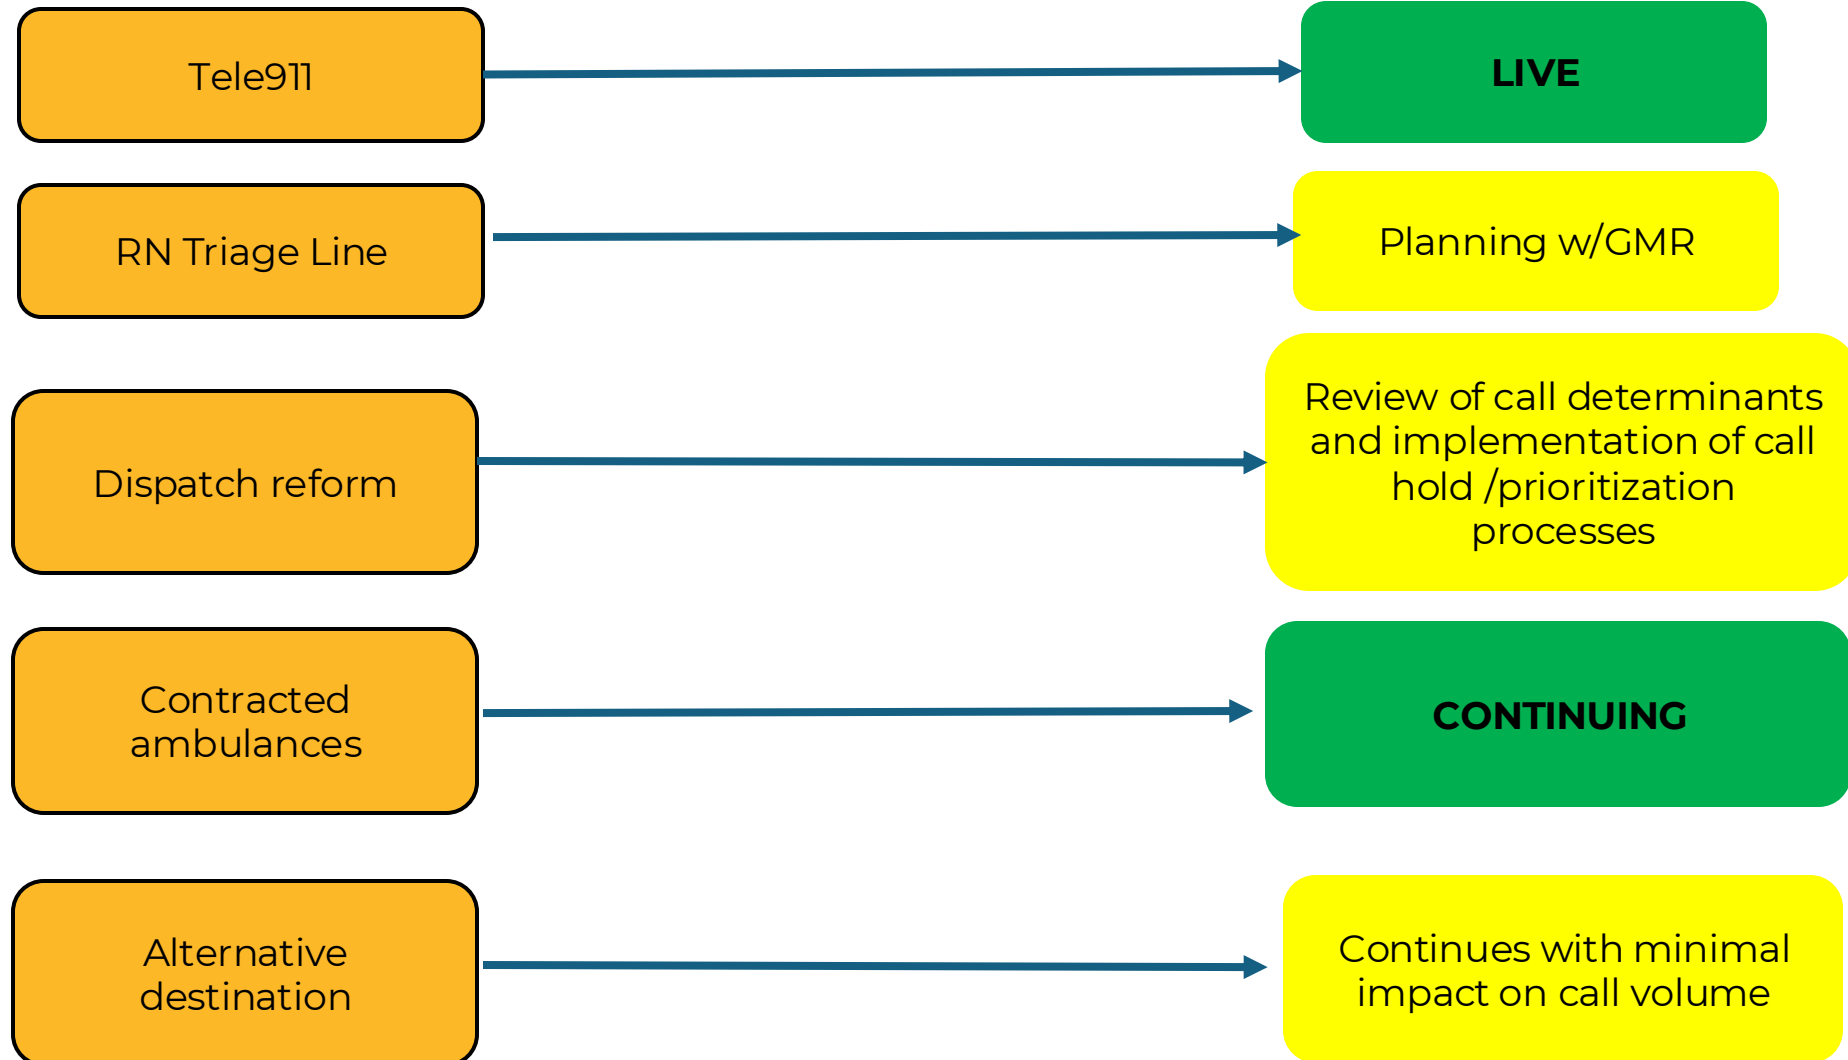 Tele911
LIVE
RN Triage Line
Planning w/GMR
Dispatch reform
Review of call determinants
and implementation of call
hold /prioritization
processes
Contracted
ambulances
CONTINUING
Alternative
destination
Continues with minimal
impact on call volume